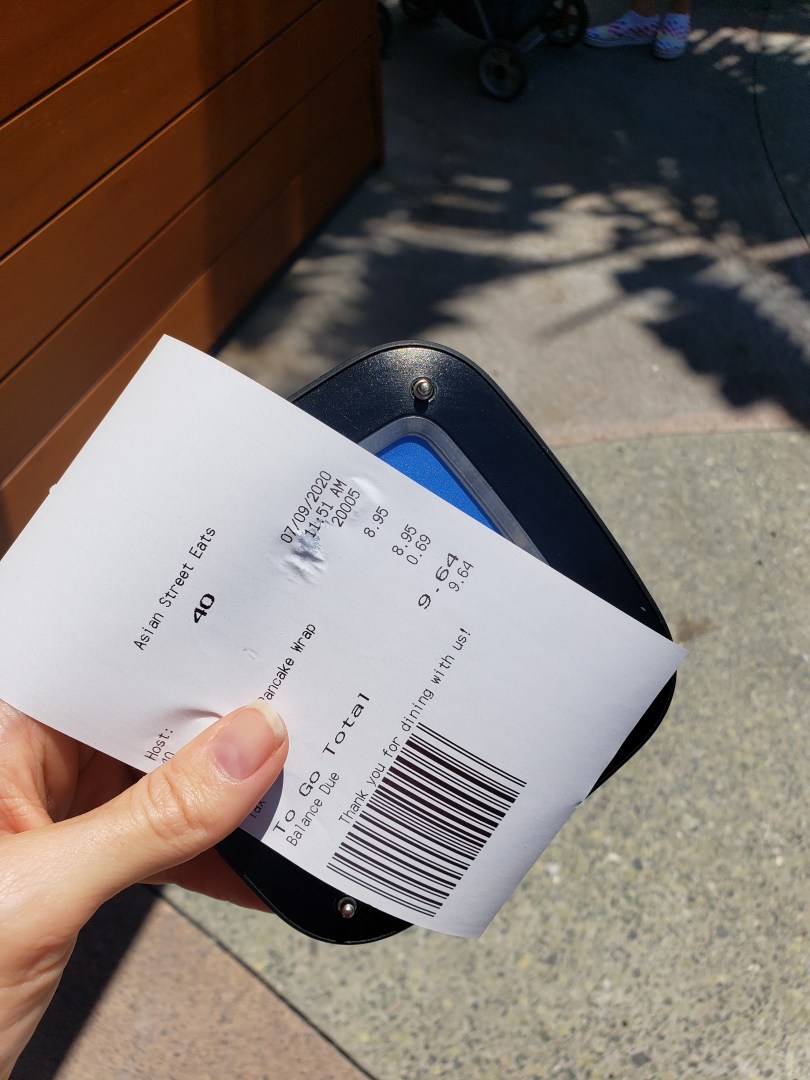 Asian Street Eats
40
07/09/2020
Host: 11:51 AM
20005
Pancake Wrap 8.95
8.95
Tax 0.69
To Go Total 9.64
Balance Due 9.64
Thank you for dining with us!